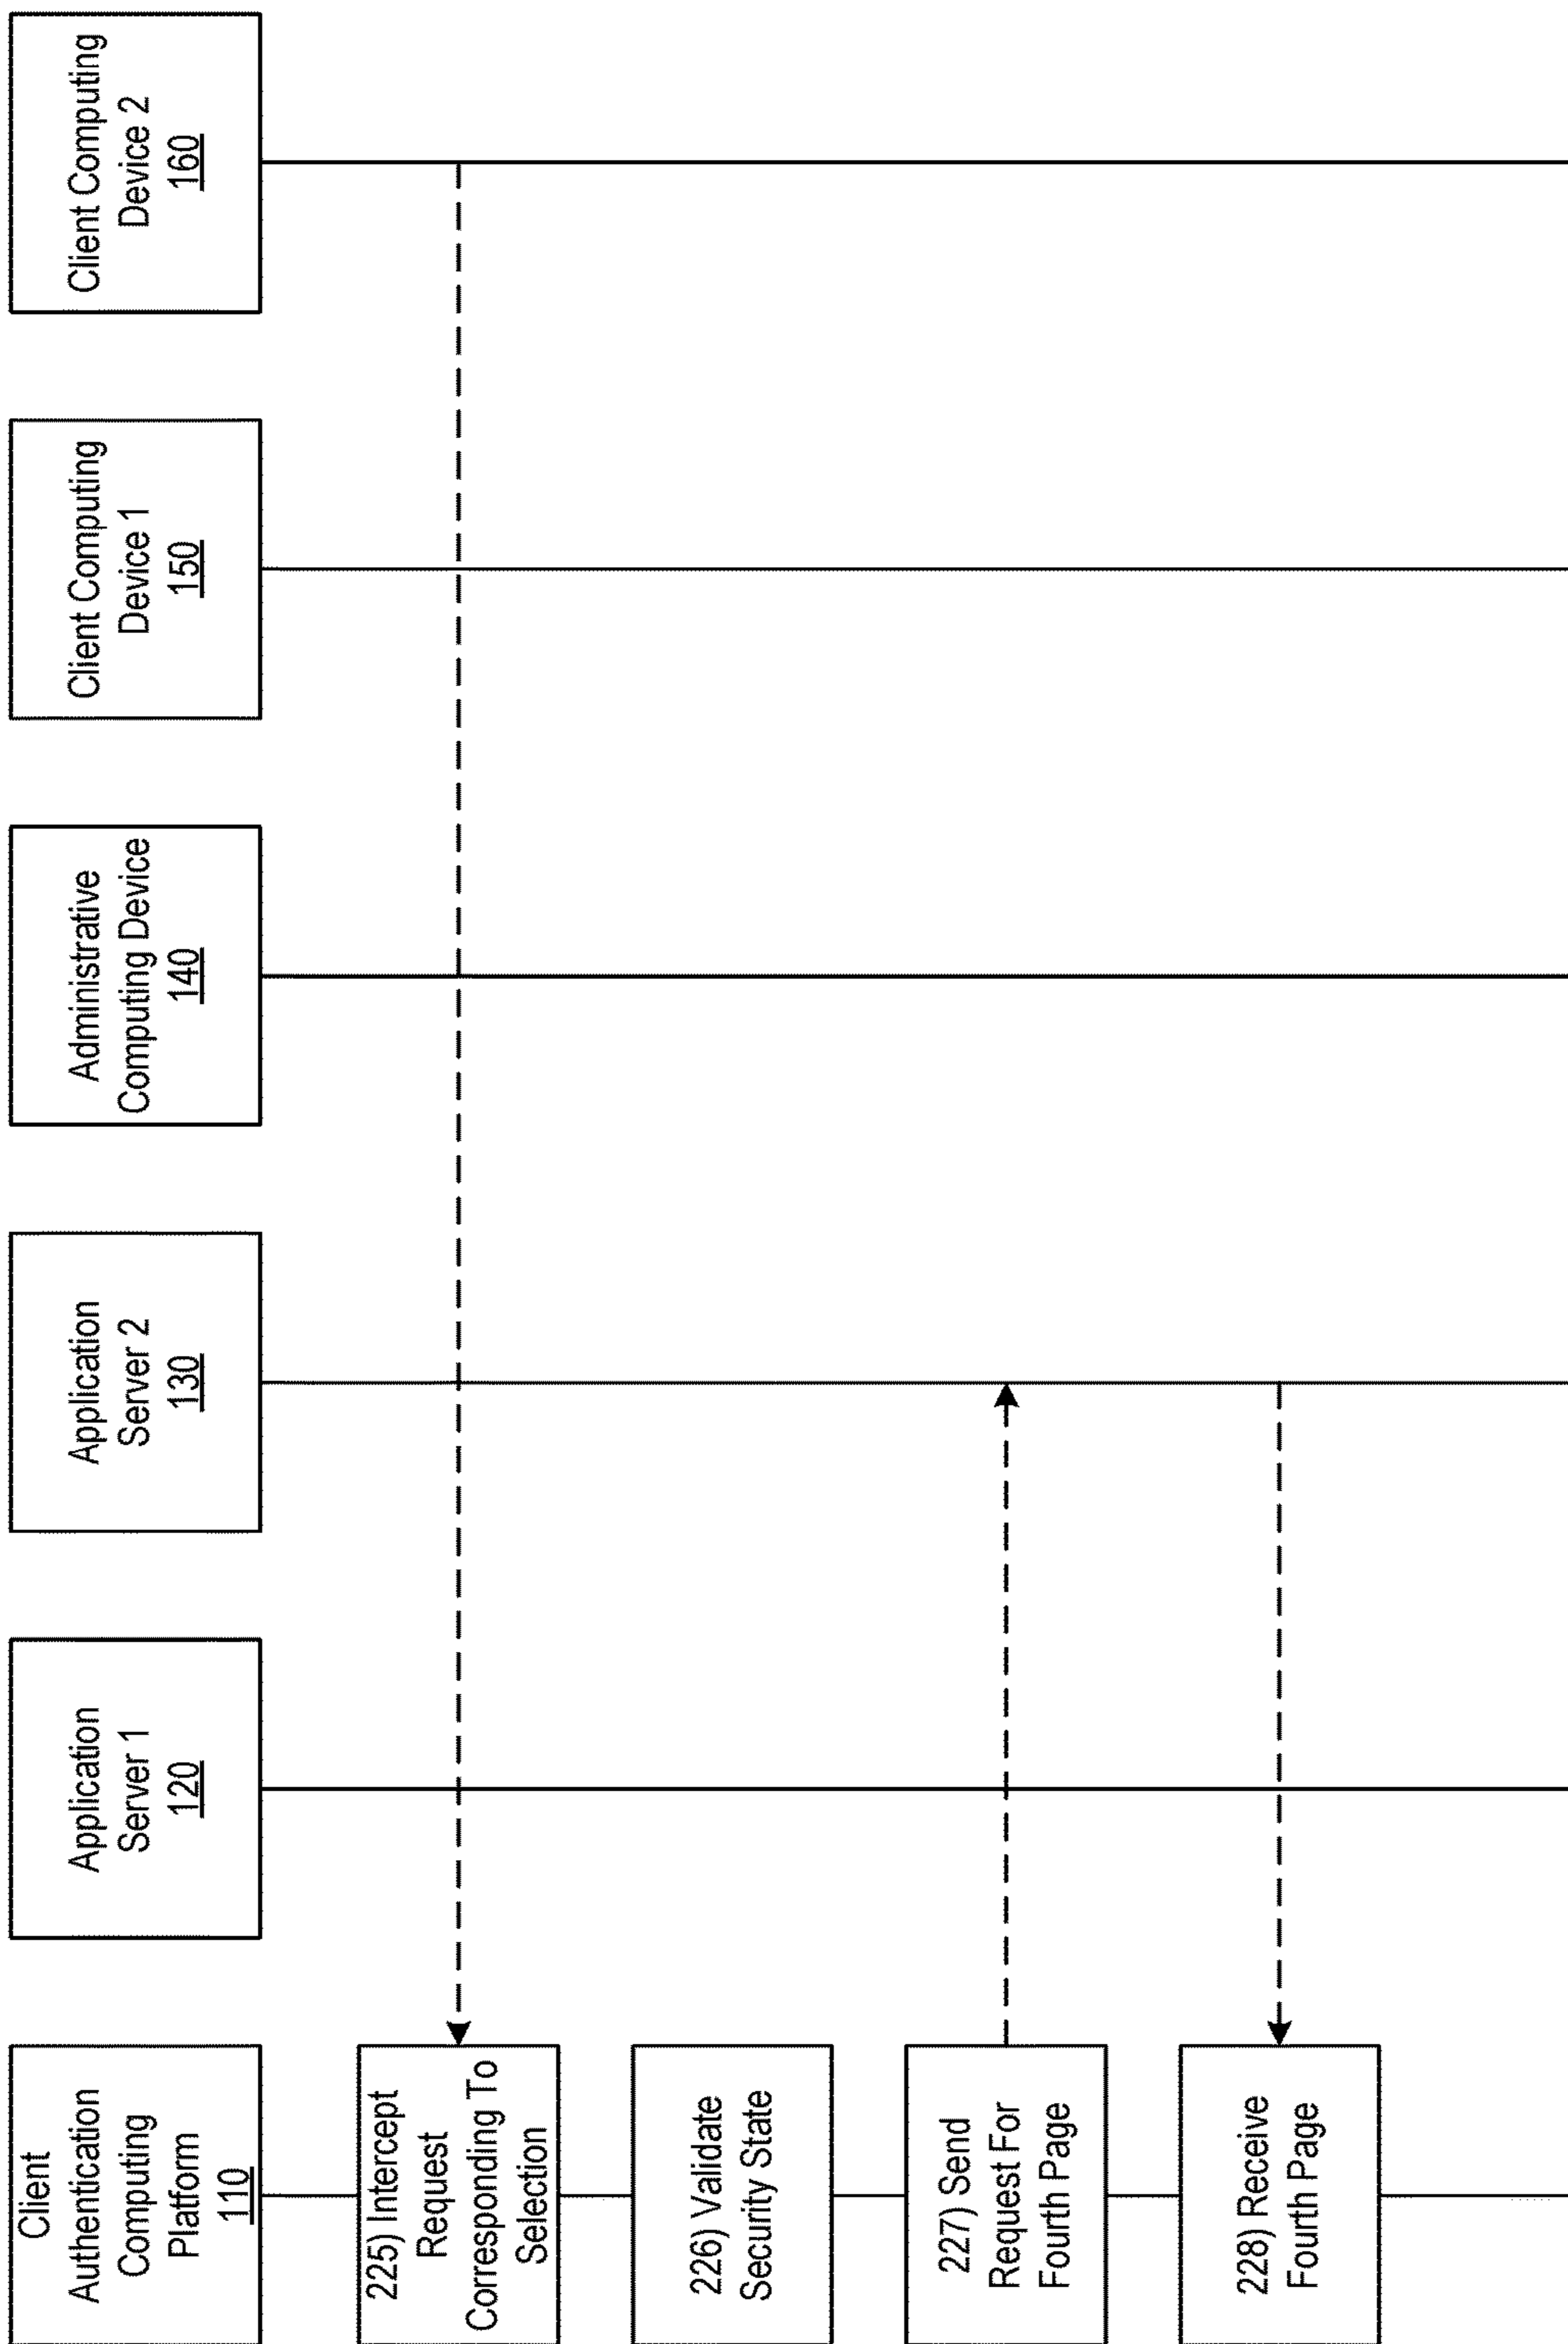 Client
Authentication
Computing
Platform
110
Application
Server 1
120
Application
Server 2
130
Administrative
Computing Device
140
Client Computing
Device 1
150
Client Computing
Device 2
160
225) Intercept
Request
Corresponding To
Selection
226) Validate
Security State
227) Send
Request For
Fourth Page
228) Receive
Fourth Page